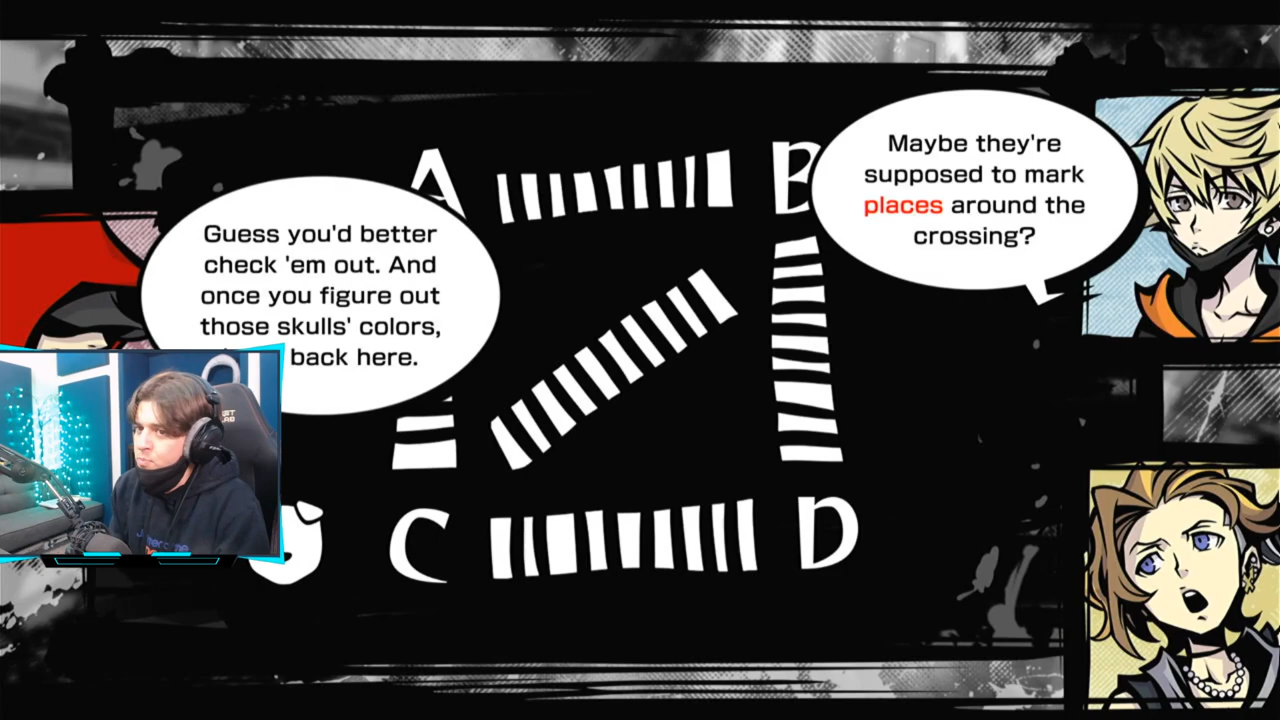 A
B
Maybe they're
supposed to mark
places around the
crossing?
Guess you'd better
check 'em out. And
once you figure out
those skulls' colors,
back here.
C
D